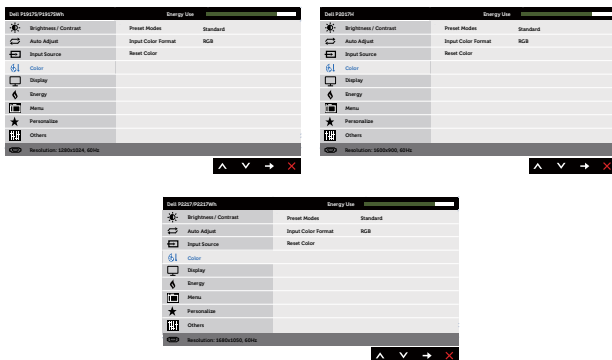 Dell P1917S/P1917SWh Energy Use
Brightness / Contrast Preset Modes Standard
Auto Adjust Input Color Format RGB
Input Source Reset Color
Color
Display
Energy
Menu
Personalize
Others
Resolution: 1280x1024, 60Hz
Dell P2017H Energy Use
Brightness / Contrast Preset Modes Standard
Auto Adjust Input Color Format RGB
Input Source Reset Color
Color
Display
Energy
Menu
Personalize
Others
Resolution: 1600x900, 60Hz
Dell P2217/P2217Wh Energy Use
Brightness / Contrast Preset Modes Standard
Auto Adjust Input Color Format RGB
Input Source Reset Color
Color
Display
Energy
Menu
Personalize
Others
Resolution: 1680x1050, 60Hz